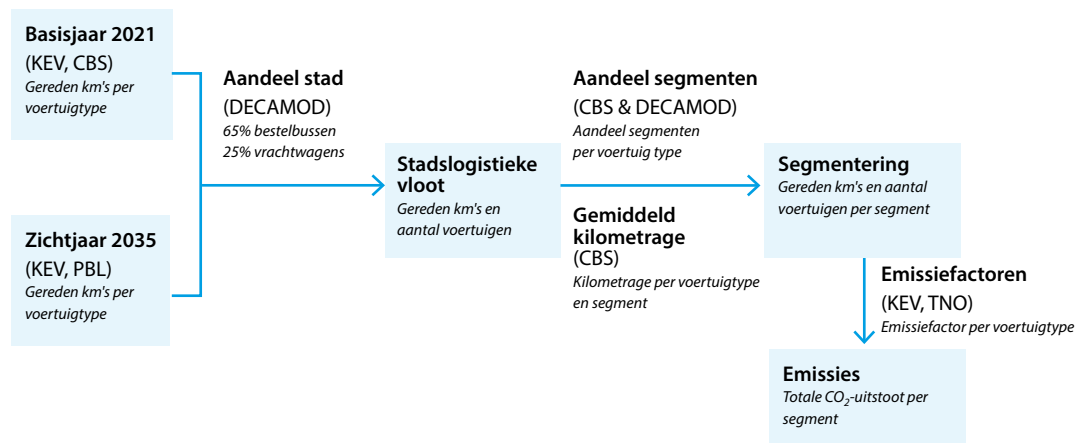 Basisjaar 2021
(KEV, CBS)
Gereden km's per
voertuigtype
Zichtjaar 2035
(KEV, PBL)
Gereden km's per
voertuigtype
Aandeel stad
(DECAMOD)
65% bestelbussen
25% vrachtwagens
Stadslogistieke
vloot
Gereden km's en
aantal voertuigen
Aandeel segmenten
(CBS & DECAMOD)
Aandeel segmenten
per voertuig type
Gemiddeld
kilometrage
(CBS)
Kilometrage per voertuigtype
en segment
Segmentering
Gereden km's en aantal
voertuigen per segment
Emissiefactoren
(KEV, TNO)
Emissiefactor per voertuigtype
Emissies
Totale CO₂-uitstoot per
segment